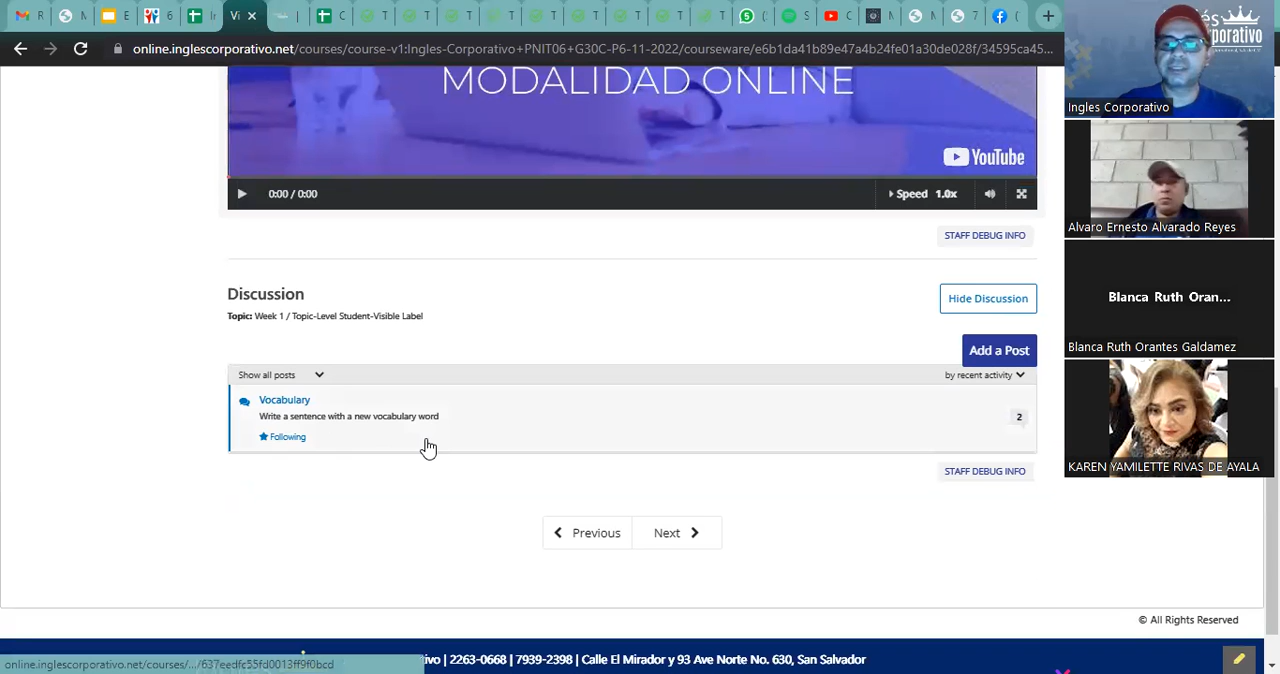 online.inglescorporativo.net/courses/course-v1:Ingles-Corporativo+PNIT06+G30C-P6-11-2022/courseware/e6b1da41b89e47a4b24fe01a30de028f/34595ca45...
MODALIDAD ONLINE
YouTube
0:00 / 0:00
Speed 1.0x
STAFF DEBUG INFO
Discussion
Hide Discussion
Topic: Week 1 / Topic-Level Student-Visible Label
Add a Post
Show all posts
by recent activity
Vocabulary
Write a sentence with a new vocabulary word
2
Following
STAFF DEBUG INFO
Previous
Next
© All Rights Reserved
| 2263-0668 | 7939-2398 | Calle El Mirador y 93 Ave Norte No. 630, San Salvador
online.inglescorporativo.net/courses/.../637eedfc55fd0013ff9f0bcd
Ingles Corporativo
Alvaro Ernesto Alvarado Reyes
Blanca Ruth Oran...
Blanca Ruth Orantes Galdamez
KAREN YAMILETTE RIVAS DE AYALA